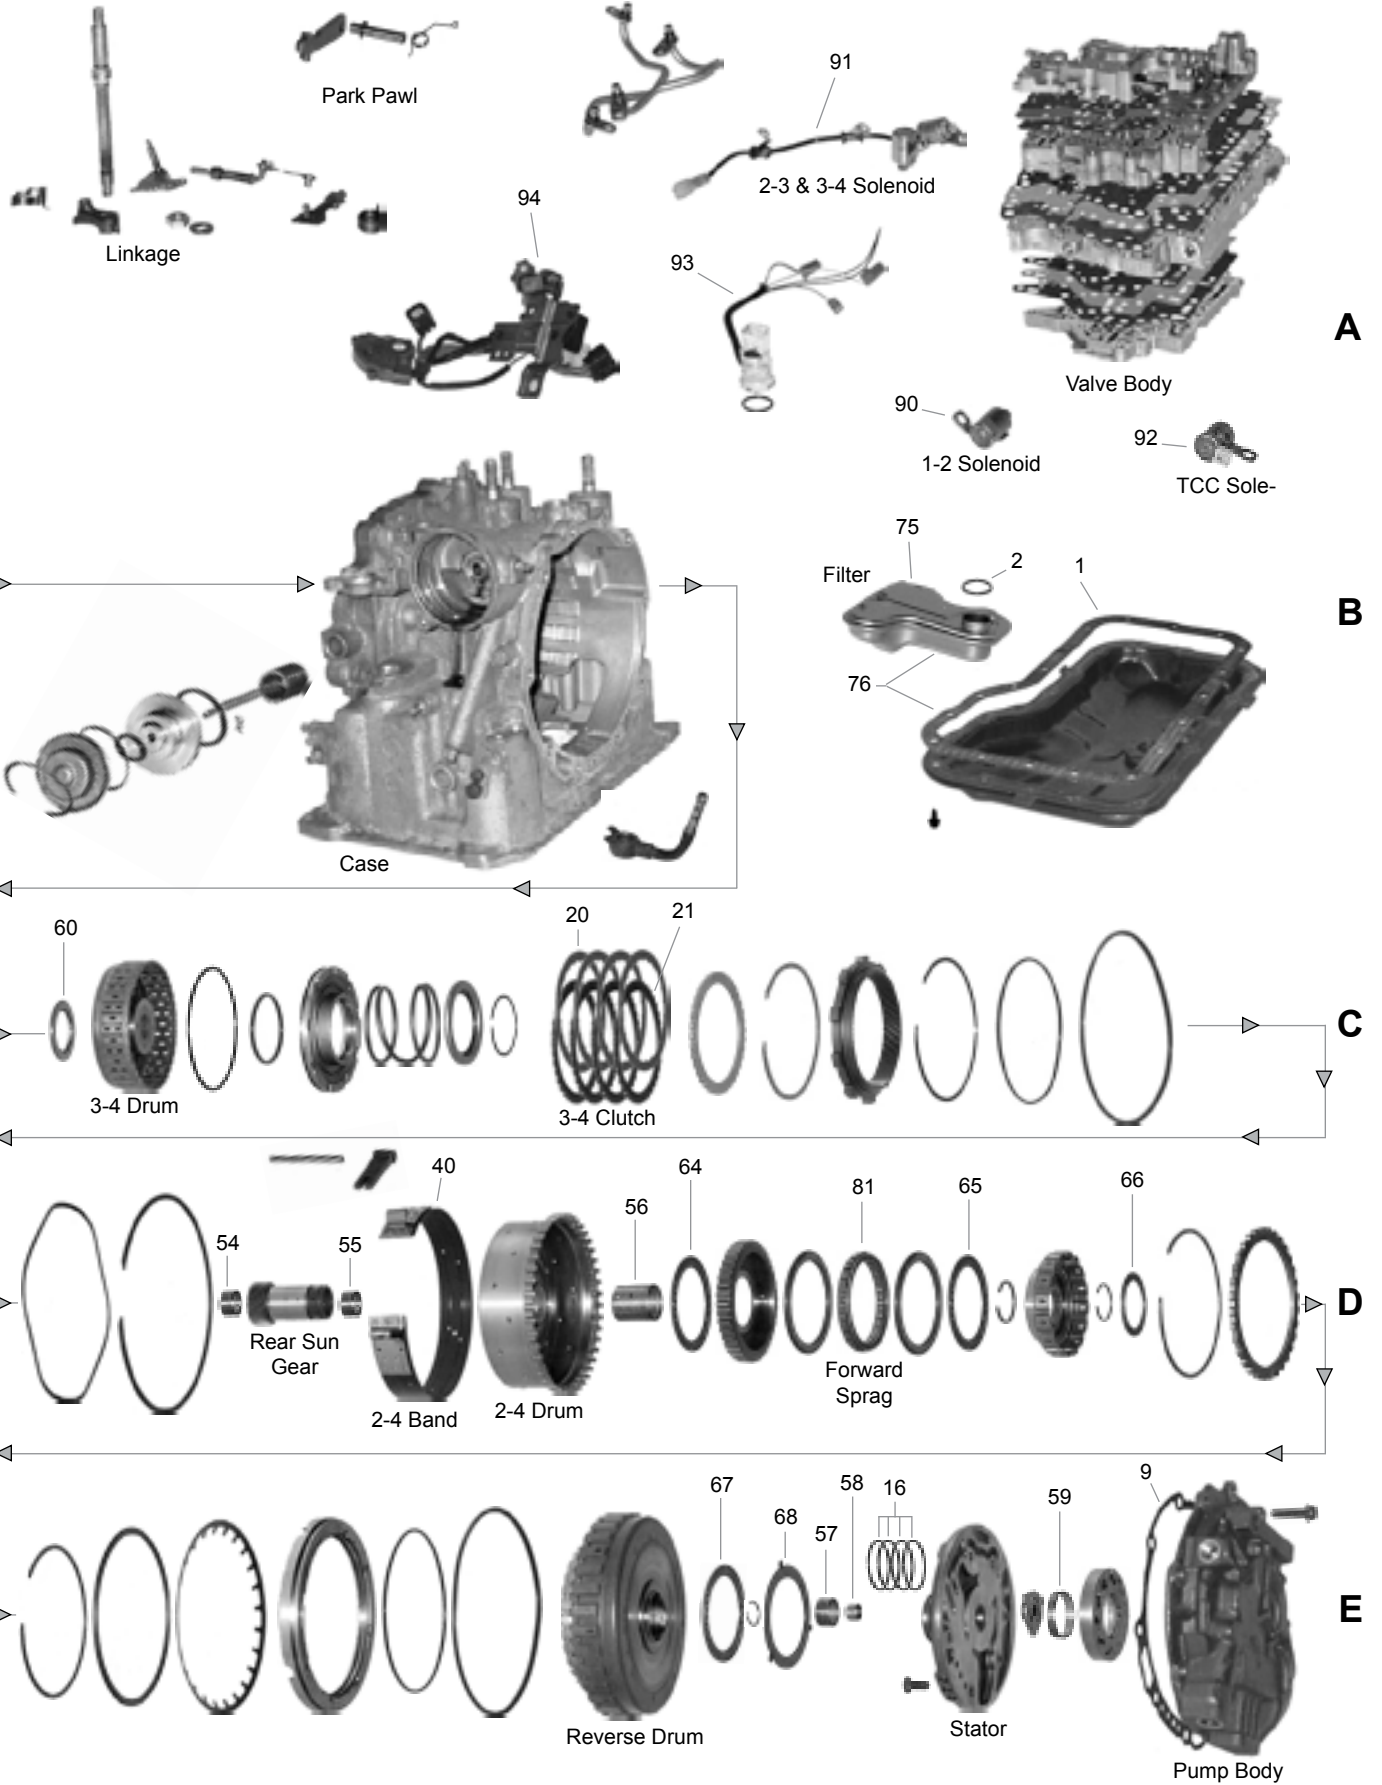 Park Pawl
91
2-3 & 3-4 Solenoid
94
Linkage
93
A
Valve Body
90
1-2 Solenoid
92
TCC Sole-
75
2
1
Filter
B
76
Case
60
20
21
C
3-4 Drum
3-4 Clutch
40
64
81
65
66
56
54
55
D
Rear Sun
Gear
Forward
Sprag
2-4 Band
2-4 Drum
67
68
57
58
16
59
9
E
Reverse Drum
Stator
Pump Body